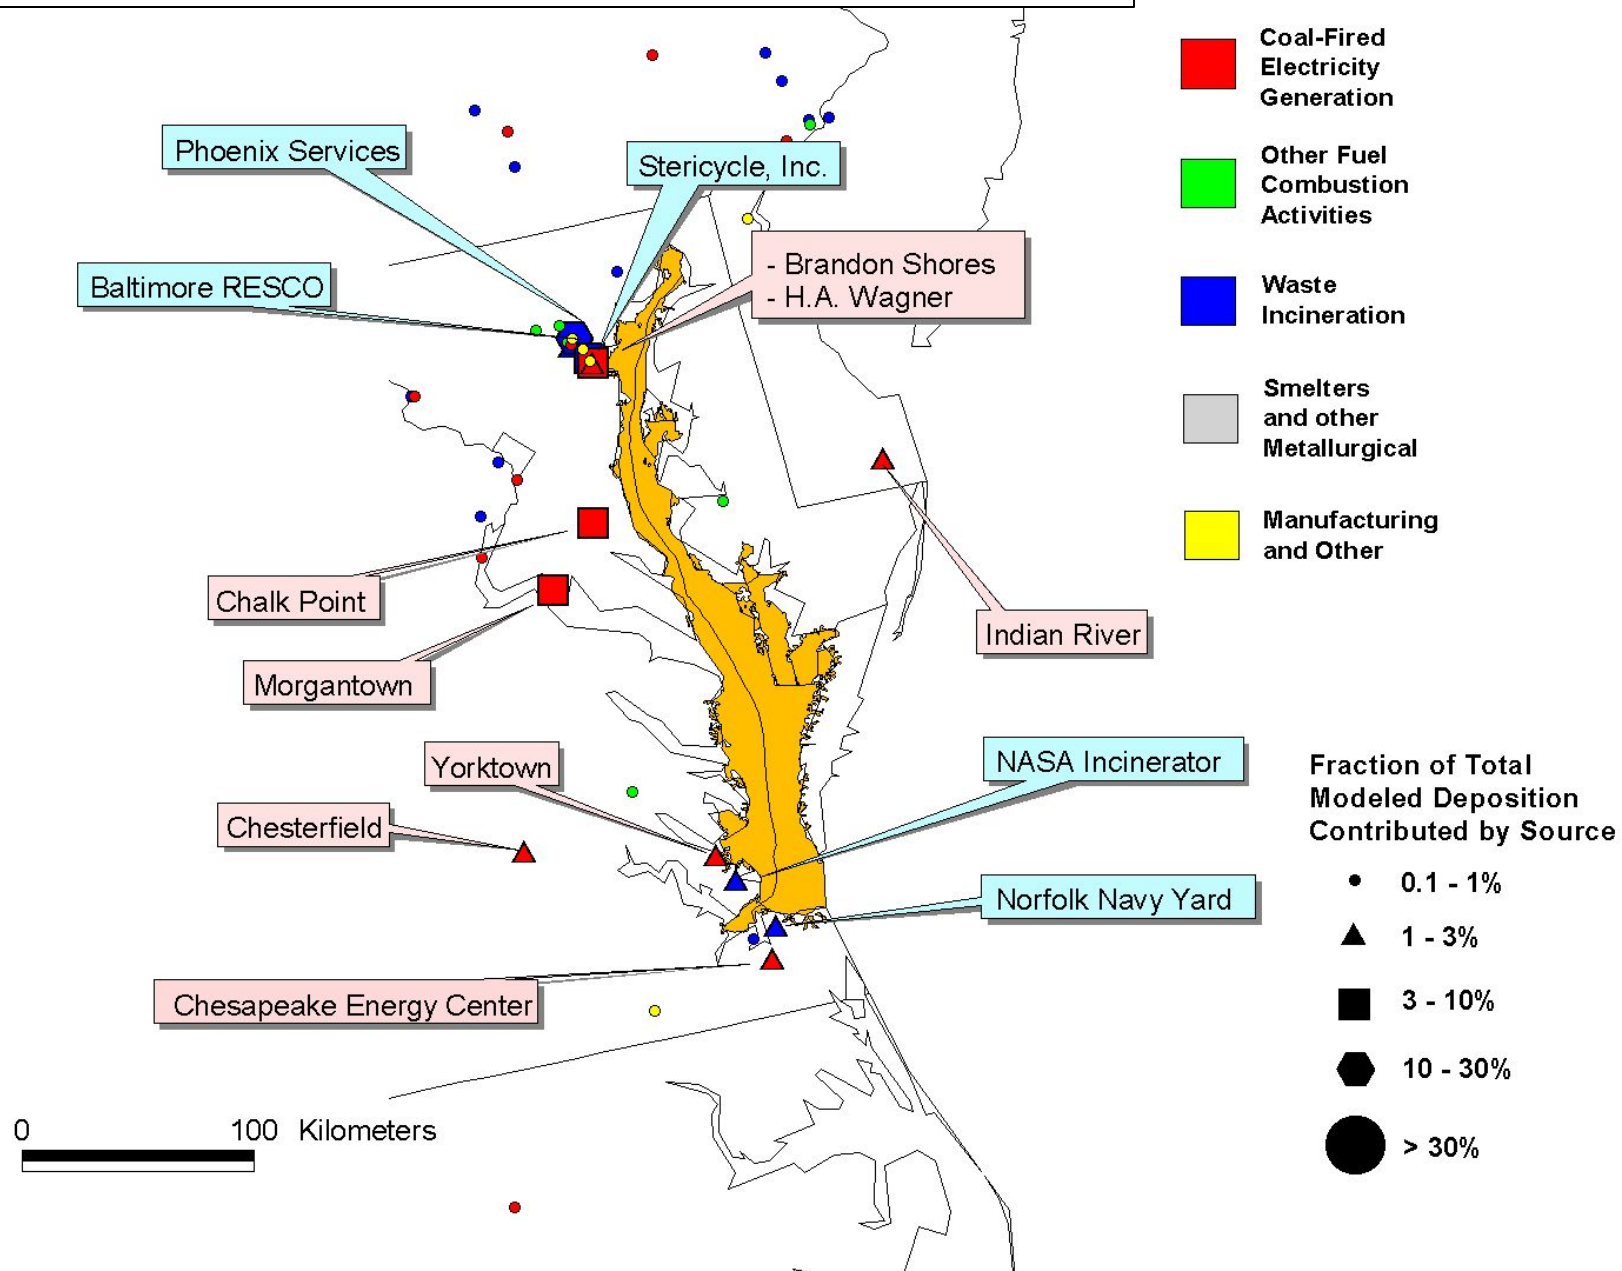 Coal-Fired
Electricity
Generation
Other Fuel
Combustion
Activities
Waste
Incineration
Smelters
and other
Metallurgical
Manufacturing
and Other
Phoenix Services
Stericycle, Inc.
- Brandon Shores
- H.A. Wagner
Baltimore RESCO
Chalk Point
Indian River
Morgantown
Yorktown
NASA Incinerator
Chesterfield
Norfolk Navy Yard
Chesapeake Energy Center
Fraction of Total
Modeled Deposition
Contributed by Source
0.1 - 1%
1 - 3%
3 - 10%
10 - 30%
> 30%
0 100 Kilometers